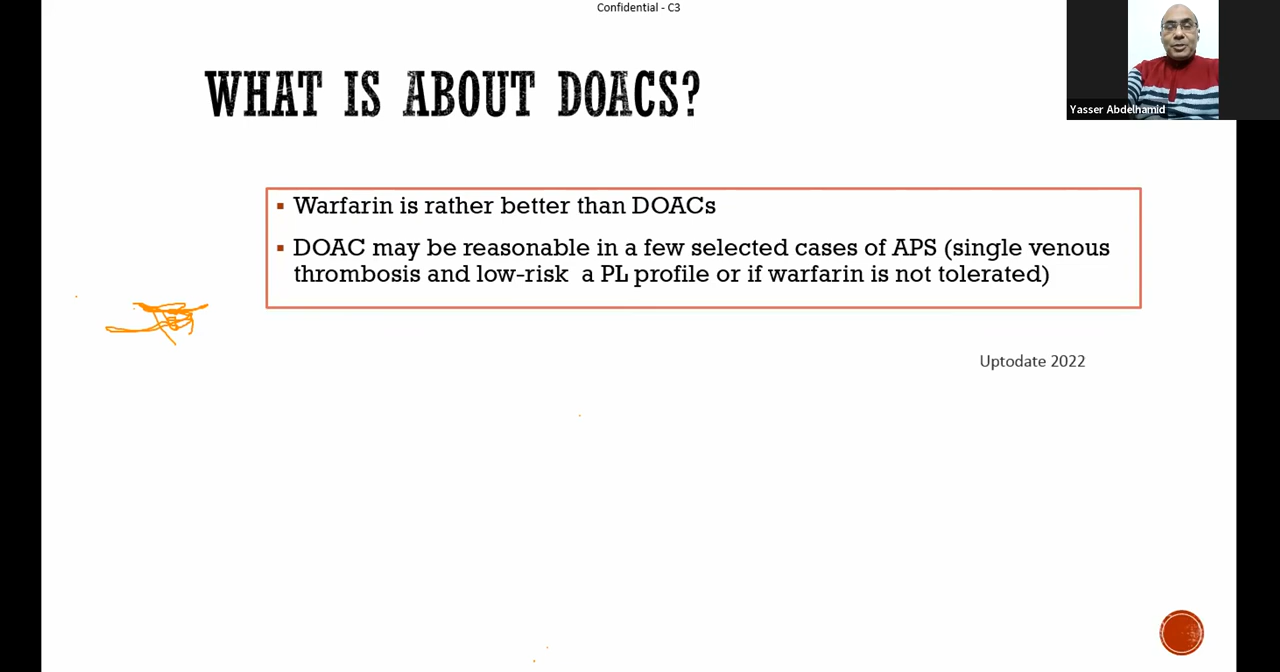 Confidential - C3
WHAT IS ABOUT DOACS?
Yasser Abdelhamid
▪ Warfarin is rather better than DOACs
▪ DOAC may be reasonable in a few selected cases of APS (single venous
thrombosis and low-risk  a PL profile or if warfarin is not tolerated)
Uptodate 2022